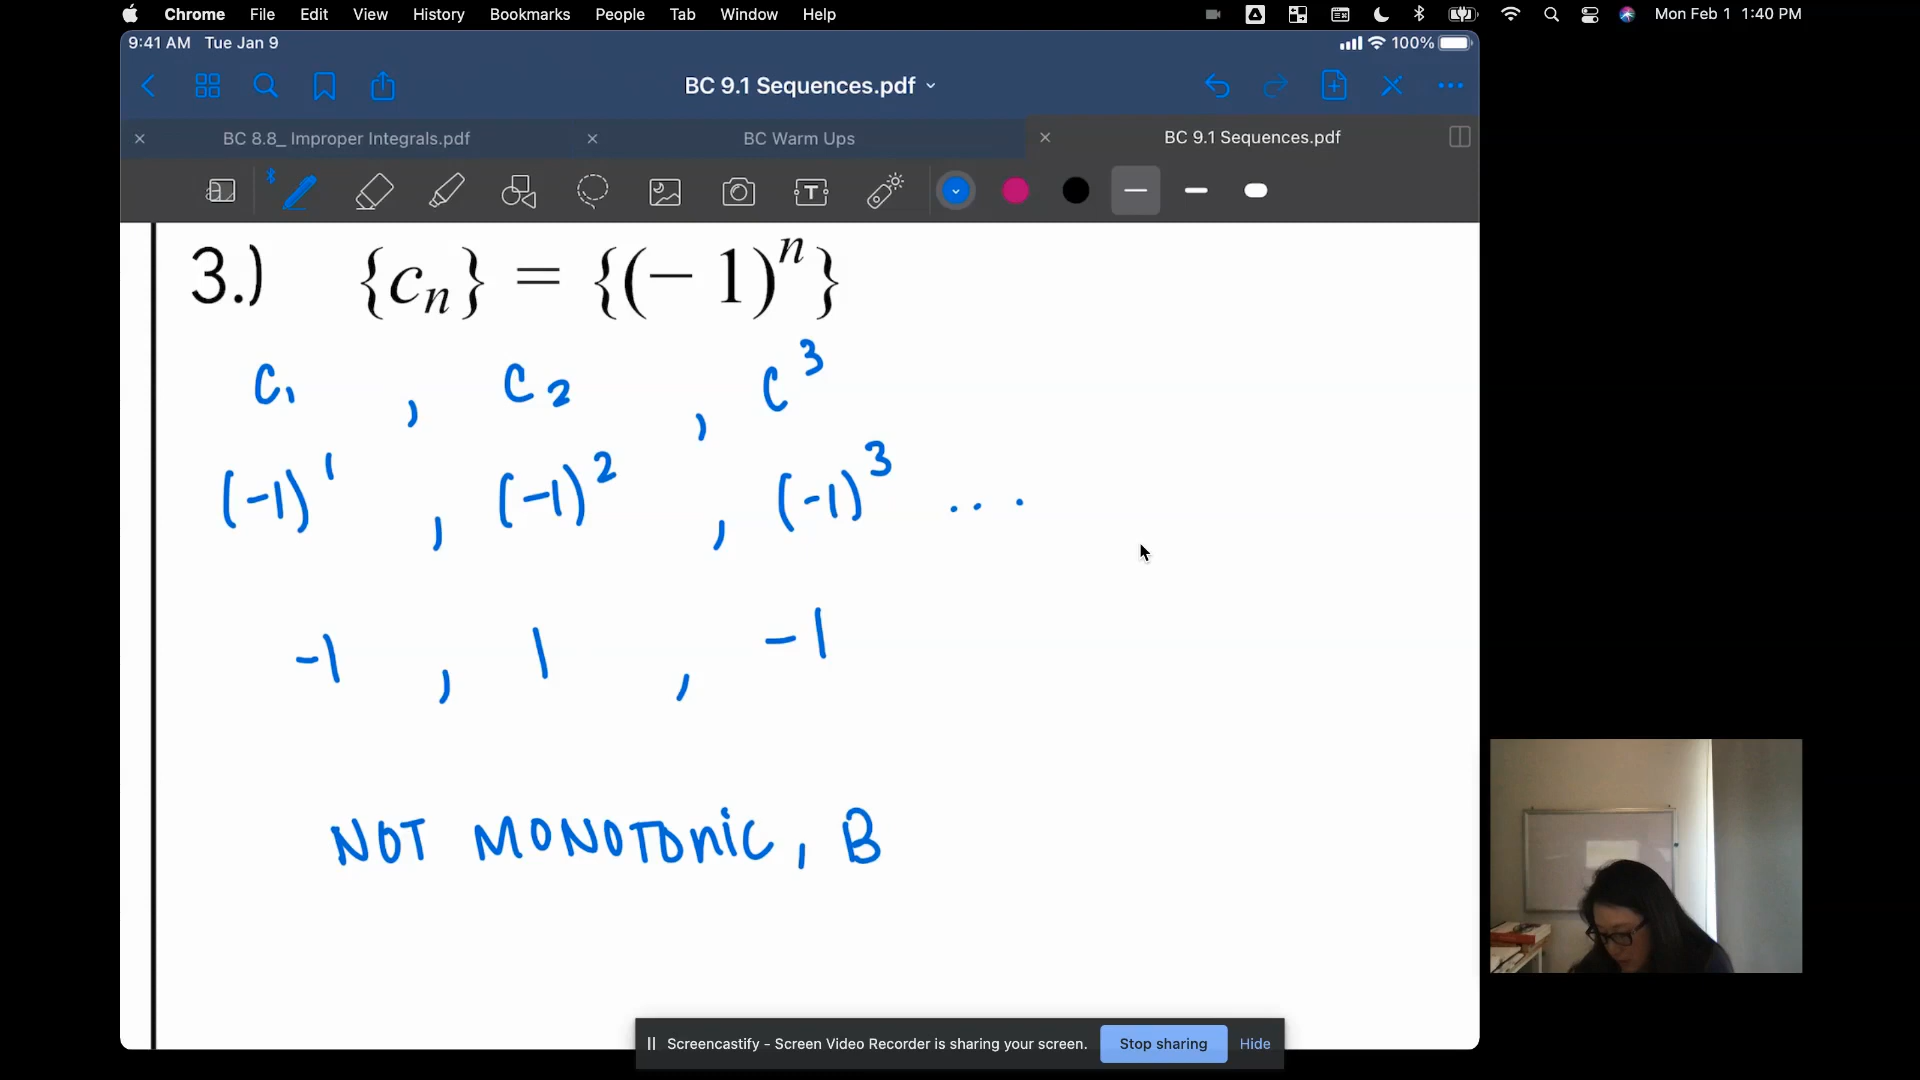 Chrome File Edit View History Bookmarks People Tab Window Help Mon Feb 1 1:40 PM
9:41 AM Tue Jan 9 100%
BC 9.1 Sequences.pdf
BC 8.8_ Improper Integrals.pdf BC Warm Ups BC 9.1 Sequences.pdf
3.) {cₙ} = {(− 1)ⁿ}
C₁ , C₂ , C³
(-1)¹ , (-1)² , (-1)³ ...
-1 , 1 , -1
NOT MONOTONIC, B
Screencastify - Screen Video Recorder is sharing your screen. Stop sharing Hide